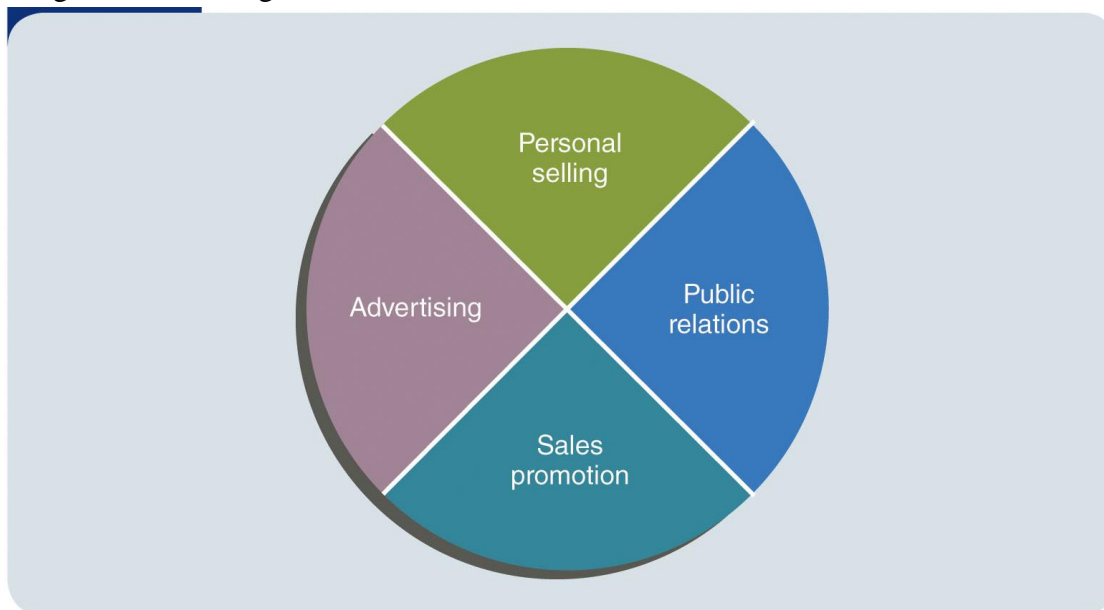 Personal
selling
Advertising
Public
relations
Sales
promotion